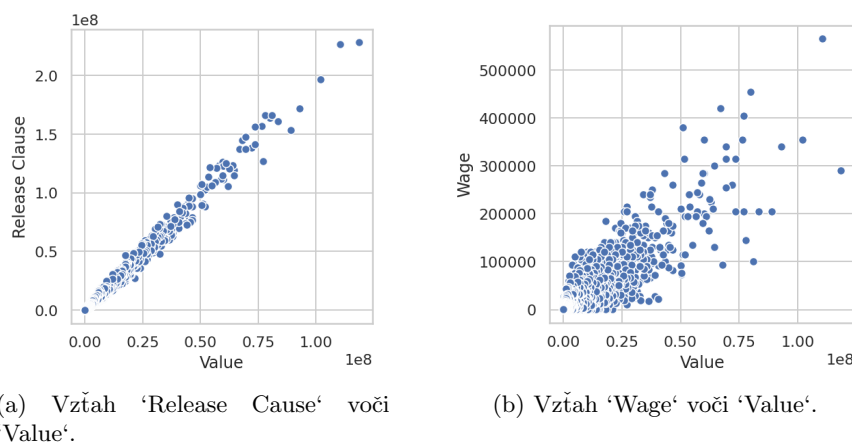 1e8
2.0
1.5
1.0
0.5
0.0
Release Clause
0.00 0.25 0.50 0.75 1.00
1e8
Value
500000
400000
300000
200000
100000
0
Wage
0.00 0.25 0.50 0.75 1.00
1e8
Value
(a) Vzťah ‘Release Cause‘ voči
‘Value‘.
(b) Vzťah ‘Wage‘ voči ‘Value‘.